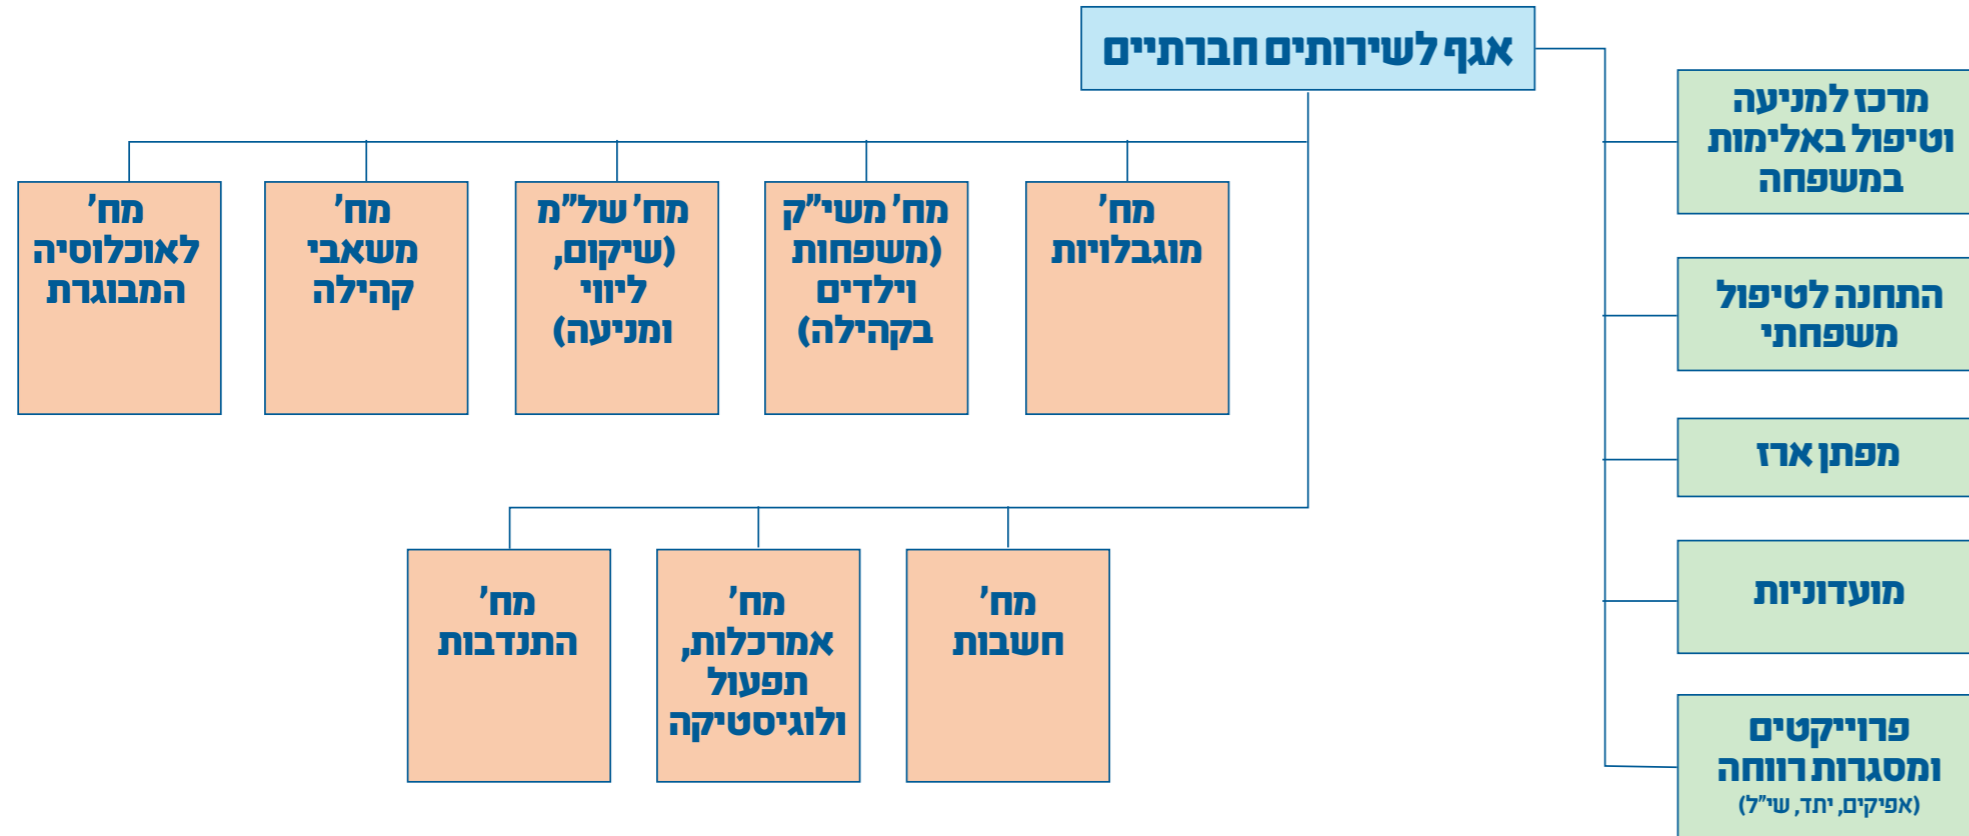 אגף לשירותים חברתיים
מרכז למניעה
וטיפול באלימות
במשפחה
התחנה לטיפול
משפחתי
מפתן ארז
מועדוניות
פרוייקטים
ומסגרות רווחה
(אפיקים, יתד, שי"ל)
מח'
מוגבלויות
מח' משי"ק
(משפחות
וילדים
בקהילה)
מח' של"מ
(שיקום,
ליווי
ומניעה)
מח'
משאבי
קהילה
מח'
לאוכלוסיה
המבוגרת
מח'
חשבות
מח'
אמרכלות,
תפעול
ולוגיסטיקה
מח'
התנדבות